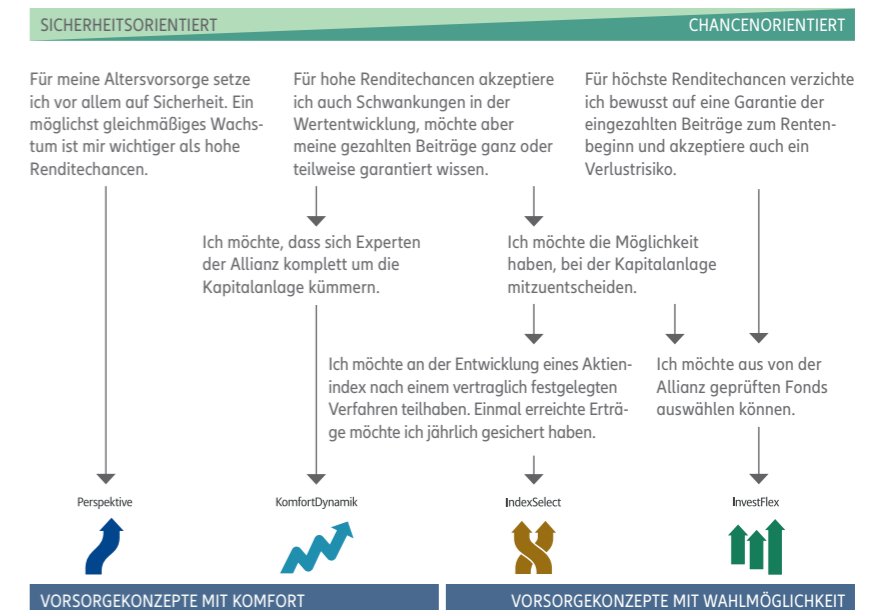 SICHERHEITSORIENTIERT
CHANCENORIENTIERT
Für meine Altersvorsorge setze
ich vor allem auf Sicherheit. Ein
möglichst gleichmäßiges Wachs-
tum ist mir wichtiger als hohe
Renditechancen.
Für hohe Renditechancen akzeptiere
ich auch Schwankungen in der
Wertentwicklung, möchte aber
meine gezahlten Beiträge ganz oder
teilweise garantiert wissen.
Für höchste Renditechancen verzichte
ich bewusst auf eine Garantie der
eingezahlten Beiträge zum Renten-
beginn und akzeptiere auch ein
Verlustrisiko.
Ich möchte, dass sich Experten
der Allianz komplett um die
Kapitalanlage kümmern.
Ich möchte die Möglichkeit
haben, bei der Kapitalanlage
mitzuentscheiden.
Ich möchte an der Entwicklung eines Aktien-
index nach einem vertraglich festgelegten
Verfahren teilhaben. Einmal erreichte Erträ-
ge möchte ich jährlich gesichert haben.
Ich möchte aus von der
Allianz geprüften Fonds
auswählen können.
Perspektive
KomfortDynamik
IndexSelect
InvestFlex
VORSORGEKONZEPTE MIT KOMFORT
VORSORGEKONZEPTE MIT WAHLMÖGLICHKEIT